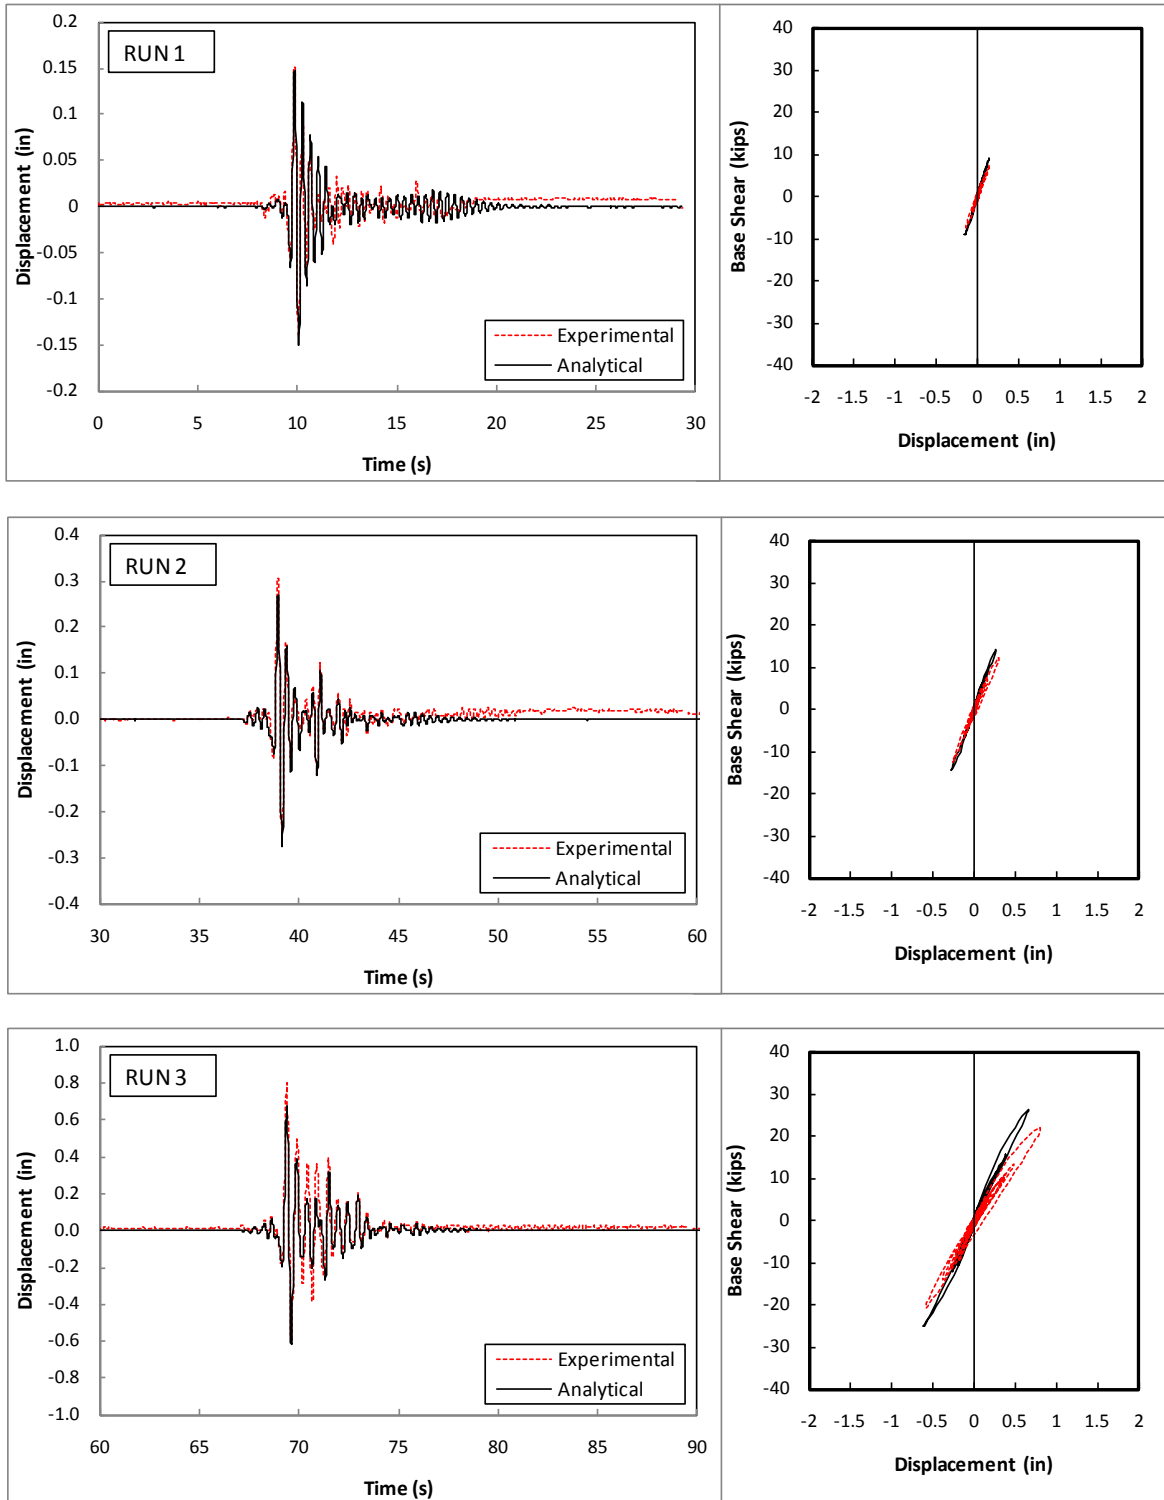 RUN 1
Displacement (in)
0.2
0.15
0.1
0.05
0
-0.05
-0.1
-0.15
-0.2
Experimental
Analytical
0 5 10 15 20 25 30
Time (s)
Base Shear (kips)
40
30
20
10
0
-10
-20
-30
-40
-2 -1.5 -1 -0.5 0 0.5 1 1.5 2
Displacement (in)
RUN 2
Displacement (in)
0.4
0.3
0.2
0.1
0.0
-0.1
-0.2
-0.3
-0.4
Experimental
Analytical
30 35 40 45 50 55 60
Time (s)
Base Shear (kips)
40
30
20
10
0
-10
-20
-30
-40
-2 -1.5 -1 -0.5 0 0.5 1 1.5 2
Displacement (in)
RUN 3
Displacement (in)
1.0
0.8
0.6
0.4
0.2
0.0
-0.2
-0.4
-0.6
-0.8
-1.0
Experimental
Analytical
60 65 70 75 80 85 90
Time (s)
Base Shear (kips)
40
30
20
10
0
-10
-20
-30
-40
-2 -1.5 -1 -0.5 0 0.5 1 1.5 2
Displacement (in)